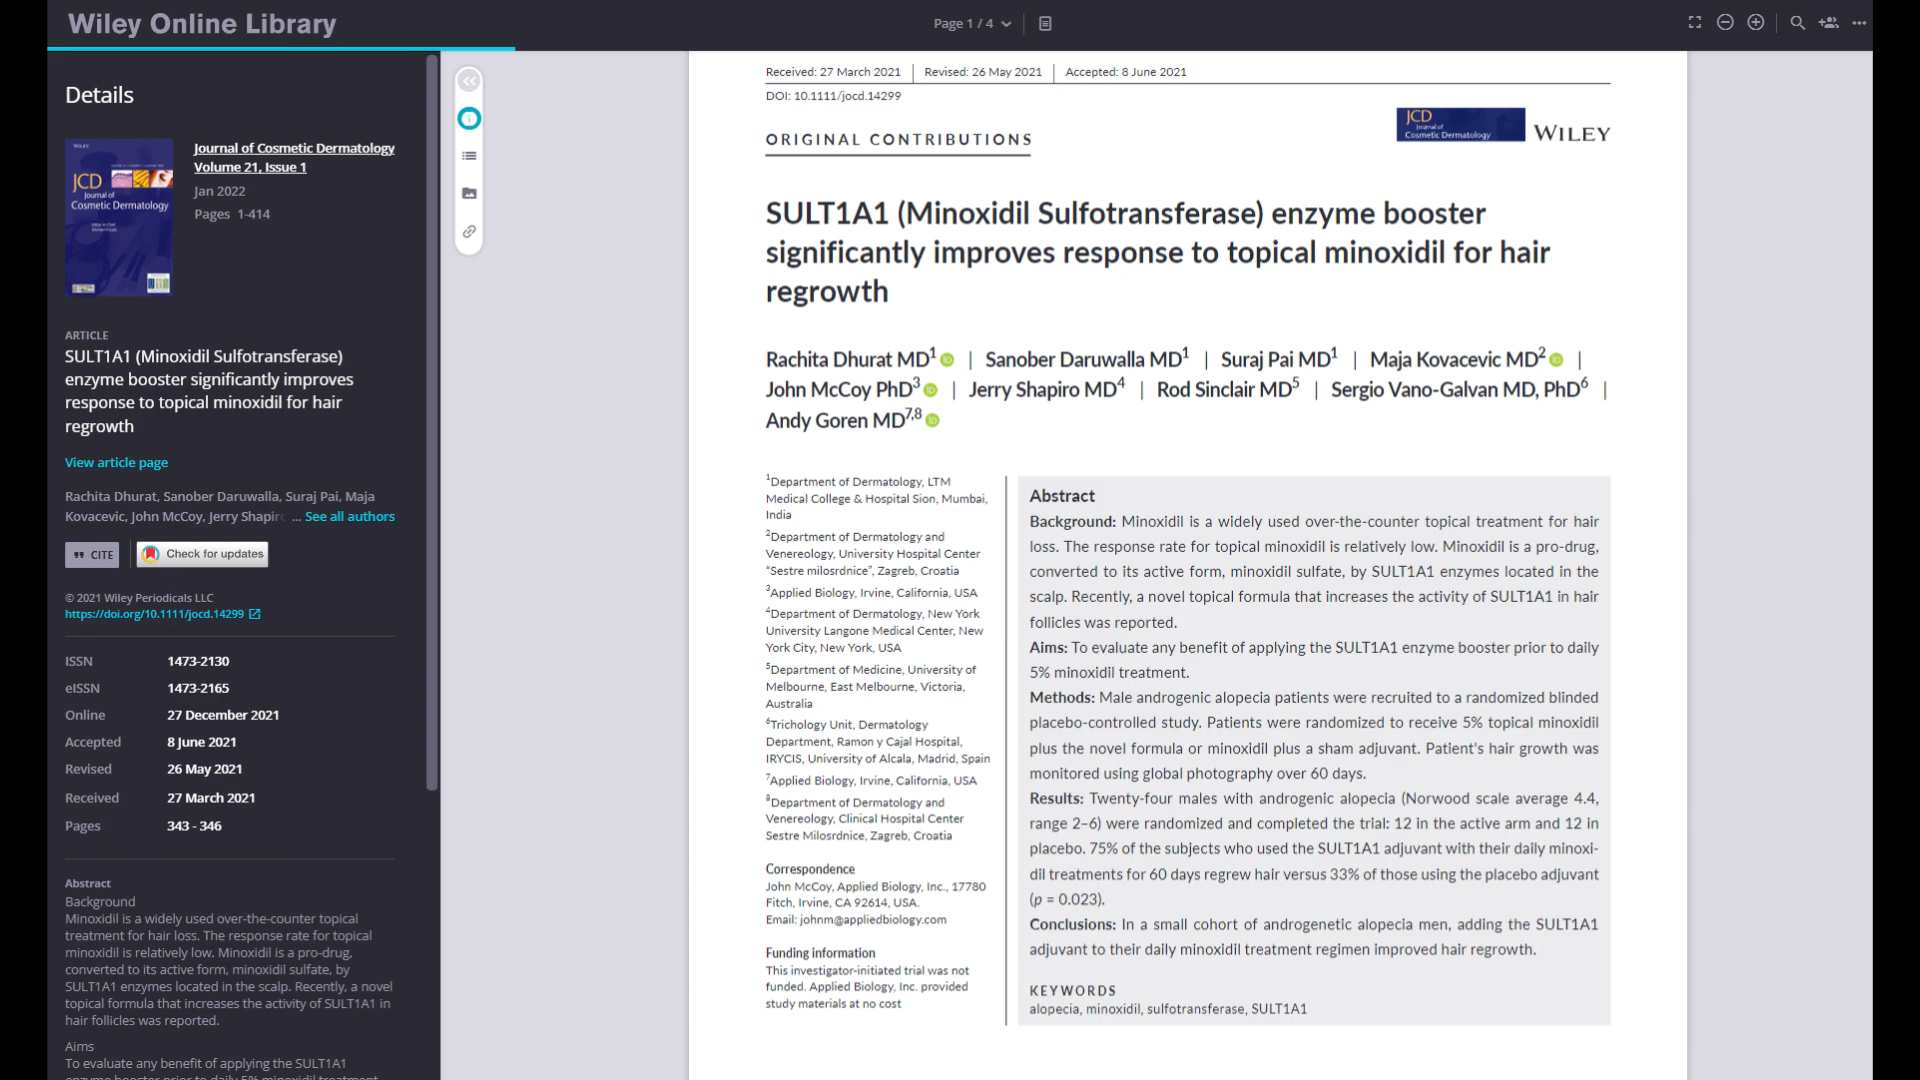 Wiley Online Library
Page 1 / 4
Details
WILEY
JCD
Journal of
Cosmetic Dermatology
Journal of Cosmetic Dermatology
Volume 21, Issue 1
Jan 2022
Pages 1-414
ARTICLE
SULT1A1 (Minoxidil Sulfotransferase)
enzyme booster significantly improves
response to topical minoxidil for hair
regrowth
View article page
Rachita Dhurat, Sanober Daruwalla, Suraj Pai, Maja
Kovacevic, John McCoy, Jerry Shapiro ... See all authors
CITE
Check for updates
© 2021 Wiley Periodicals LLC
https://doi.org/10.1111/jocd.14299
ISSN 1473-2130
eISSN 1473-2165
Online 27 December 2021
Accepted 8 June 2021
Revised 26 May 2021
Received 27 March 2021
Pages 343 - 346
Abstract
Background
Minoxidil is a widely used over-the-counter topical
treatment for hair loss. The response rate for topical
minoxidil is relatively low. Minoxidil is a pro-drug,
converted to its active form, minoxidil sulfate, by
SULT1A1 enzymes located in the scalp. Recently, a novel
topical formula that increases the activity of SULT1A1 in
hair follicles was reported.
Aims
To evaluate any benefit of applying the SULT1A1
enzyme booster prior to daily 5% minoxidil treatment.
Received: 27 March 2021 | Revised: 26 May 2021 | Accepted: 8 June 2021
DOI: 10.1111/jocd.14299
ORIGINAL CONTRIBUTIONS
JCD
Journal of
Cosmetic Dermatology
WILEY
SULT1A1 (Minoxidil Sulfotransferase) enzyme booster
significantly improves response to topical minoxidil for hair
regrowth
Rachita Dhurat MD1 | Sanober Daruwalla MD1 | Suraj Pai MD1 | Maja Kovacevic MD2 |
John McCoy PhD3 | Jerry Shapiro MD4 | Rod Sinclair MD5 | Sergio Vano-Galvan MD, PhD6 |
Andy Goren MD7,8
1Department of Dermatology, LTM
Medical College & Hospital Sion, Mumbai,
India
2Department of Dermatology and
Venereology, University Hospital Center
“Sestre milosrdnice”, Zagreb, Croatia
3Applied Biology, Irvine, California, USA
4Department of Dermatology, New York
University Langone Medical Center, New
York City, New York, USA
5Department of Medicine, University of
Melbourne, East Melbourne, Victoria,
Australia
6Trichology Unit, Dermatology
Department, Ramon y Cajal Hospital,
IRYCIS, University of Alcala, Madrid, Spain
7Applied Biology, Irvine, California, USA
8Department of Dermatology and
Venereology, Clinical Hospital Center
Sestre Milosrdnice, Zagreb, Croatia
Correspondence
John McCoy, Applied Biology, Inc., 17780
Fitch, Irvine, CA 92614, USA.
Email: johnm@appliedbiology.com
Funding information
This investigator-initiated trial was not
funded. Applied Biology, Inc. provided
study materials at no cost
Abstract
Background: Minoxidil is a widely used over-the-counter topical treatment for hair
loss. The response rate for topical minoxidil is relatively low. Minoxidil is a pro-drug,
converted to its active form, minoxidil sulfate, by SULT1A1 enzymes located in the
scalp. Recently, a novel topical formula that increases the activity of SULT1A1 in hair
follicles was reported.
Aims: To evaluate any benefit of applying the SULT1A1 enzyme booster prior to daily
5% minoxidil treatment.
Methods: Male androgenic alopecia patients were recruited to a randomized blinded
placebo-controlled study. Patients were randomized to receive 5% topical minoxidil
plus the novel formula or minoxidil plus a sham adjuvant. Patient's hair growth was
monitored using global photography over 60 days.
Results: Twenty-four males with androgenic alopecia (Norwood scale average 4.4,
range 2–6) were randomized and completed the trial: 12 in the active arm and 12 in
placebo. 75% of the subjects who used the SULT1A1 adjuvant with their daily minoxi-
dil treatments for 60 days regrew hair versus 33% of those using the placebo adjuvant
(p = 0.023).
Conclusions: In a small cohort of androgenetic alopecia men, adding the SULT1A1
adjuvant to their daily minoxidil treatment regimen improved hair regrowth.
KEYWORDS
alopecia, minoxidil, sulfotransferase, SULT1A1